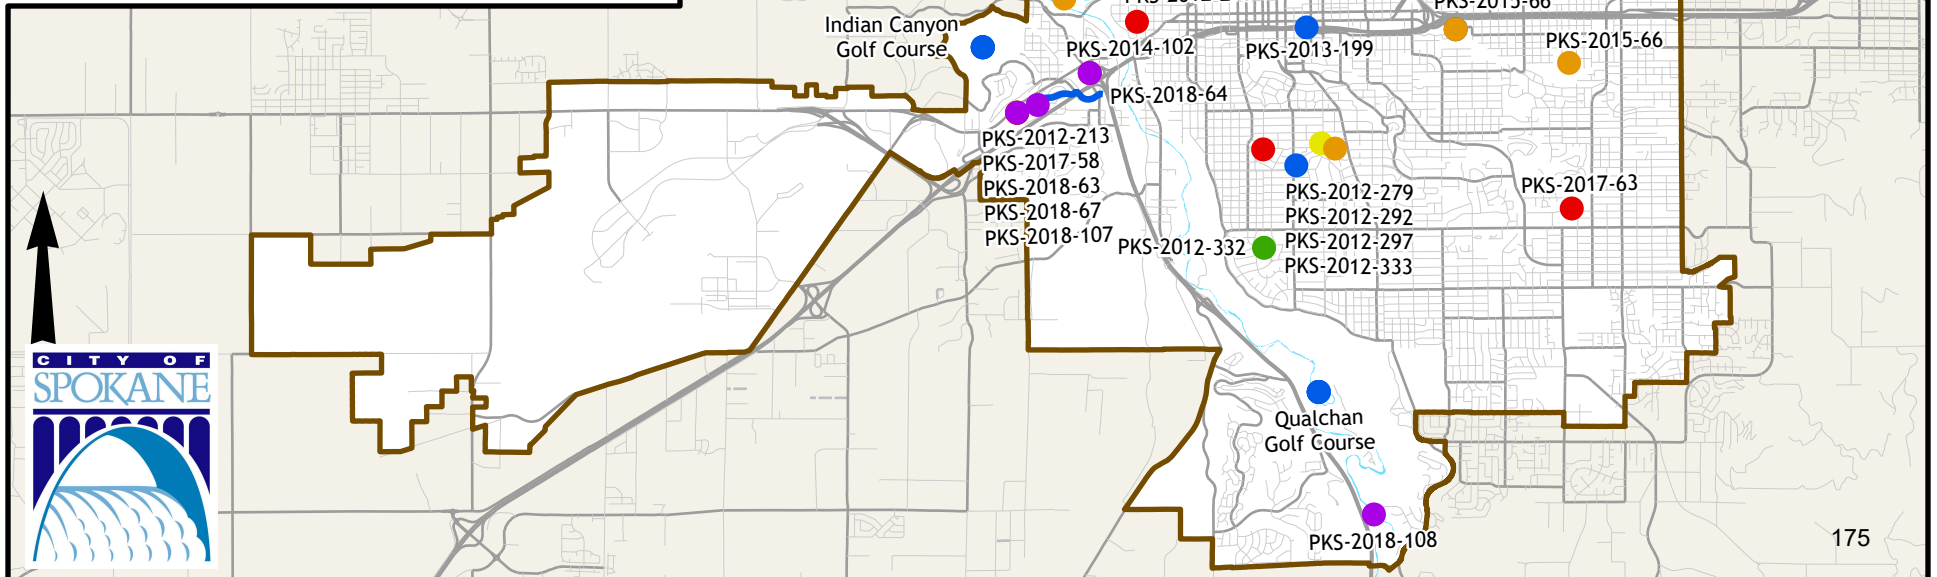 PKS-2015-66
Indian Canyon
Golf Course
PKS-2014-102
PKS-2013-199
PKS-2015-66
PKS-2018-64
PKS-2012-213
PKS-2017-58
PKS-2018-63
PKS-2018-67
PKS-2018-107
PKS-2012-279
PKS-2012-292
PKS-2012-297
PKS-2012-333
PKS-2017-63
PKS-2012-332
CITY OF
SPOKANE
Qualchan
Golf Course
PKS-2018-108
175